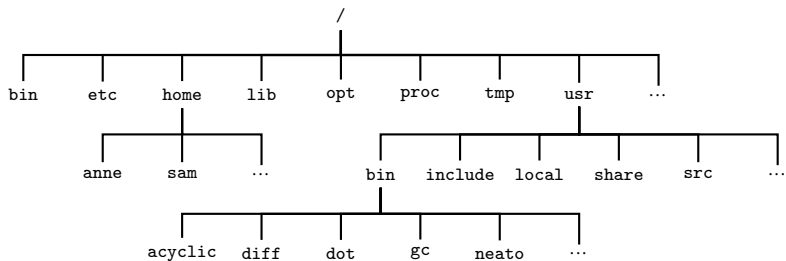 /
bin etc home lib opt proc tmp usr ...
anne sam ... bin include local share src ...
acyclic diff dot gc neato ...